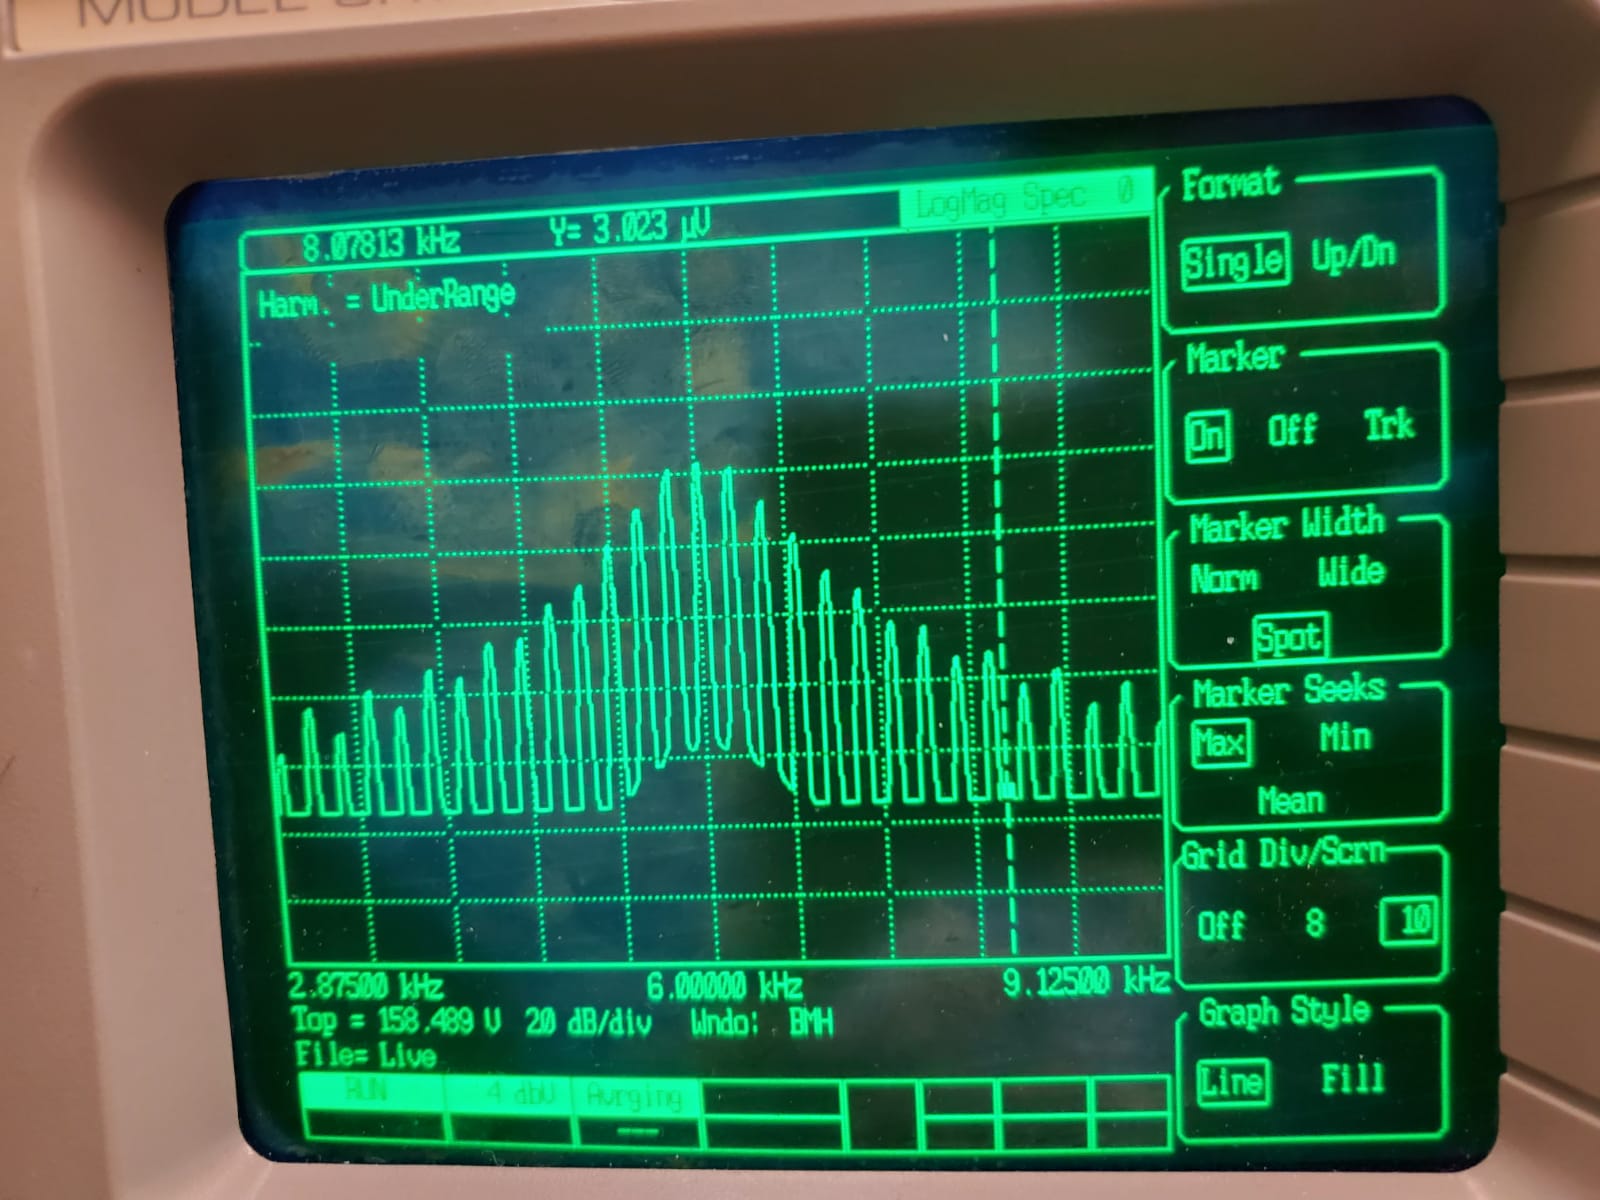 MODEL
8.07813 kHz Y= 3.023 µV LogMag Spec 0
Harm. = UnderRange
2.87500 kHz 6.00000 kHz 9.12500 kHz
Top = 158.489 V 20 dB/div Wndo: BMH
File= Live
RUN 4 dbV Avrging
---
Format
Single Up/Dn
Marker
On Off Trk
Marker Width
Norm Wide
Spot
Marker Seeks
Max Min
Mean
Grid Div/Scrn
Off 8 10
Graph Style
Line Fill